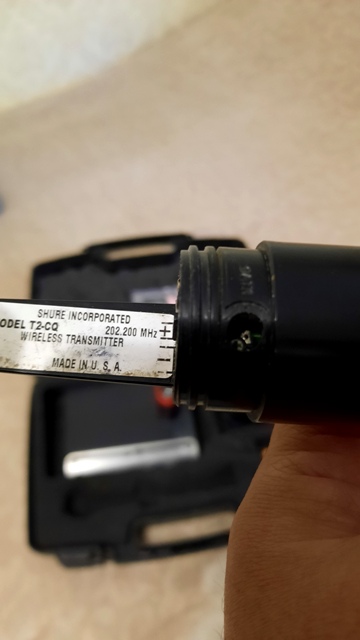 SHURE INCORPORATED
ODEL T2-CQ 202.200 MHz
WIRELESS TRANSMITTER
MADE IN U. S. A.
+